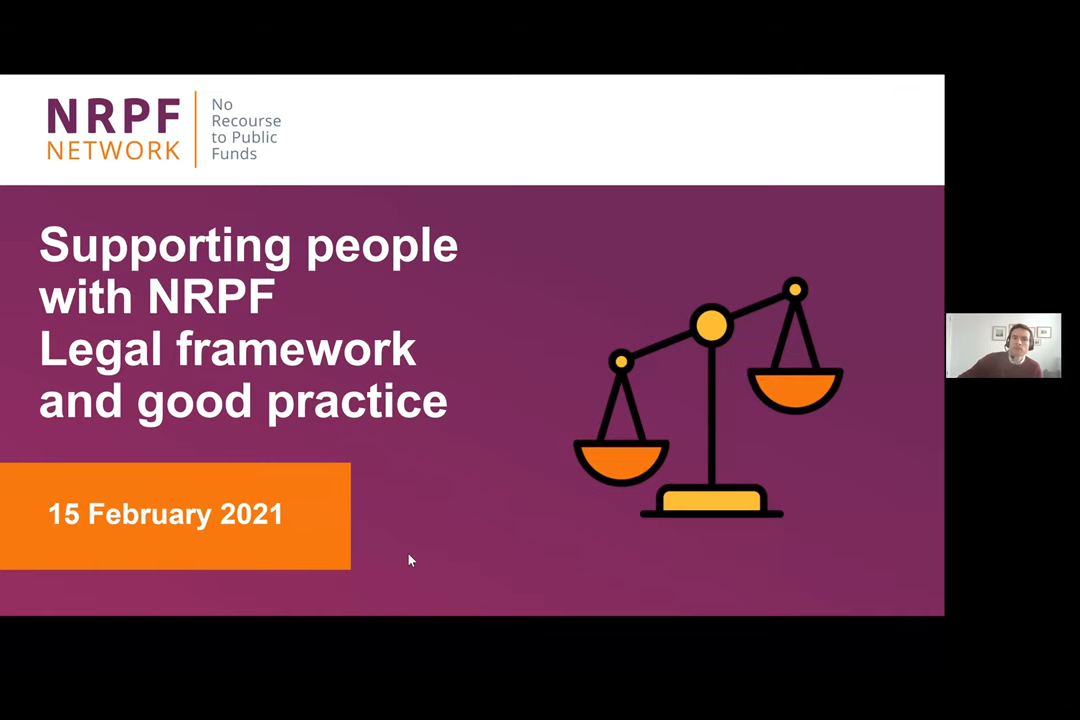 NRPF
NETWORK
No
Recourse
to Public
Funds
Supporting people
with NRPF
Legal framework
and good practice
15 February 2021